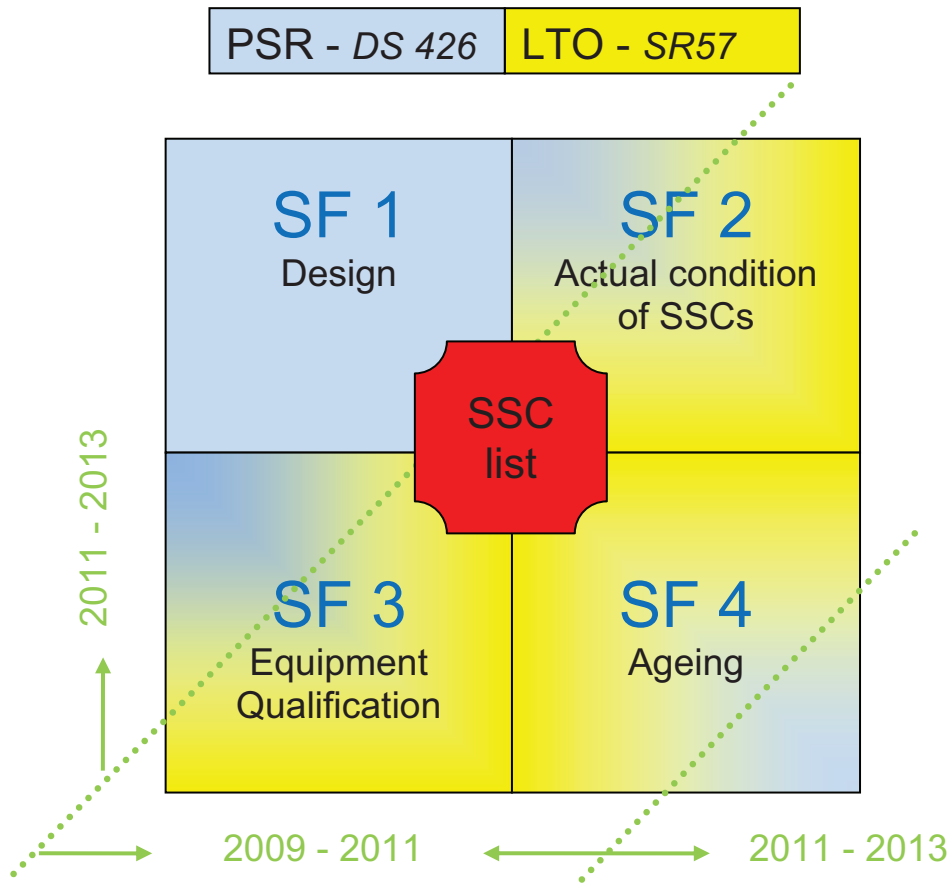 PSR - DS 426 LTO - SR57
SF 1
Design
SF 2
Actual condition
of SSCs
SSC
list
2011 - 2013
SF 3
Equipment
Qualification
SF 4
Ageing
2009 - 2011
2011 - 2013